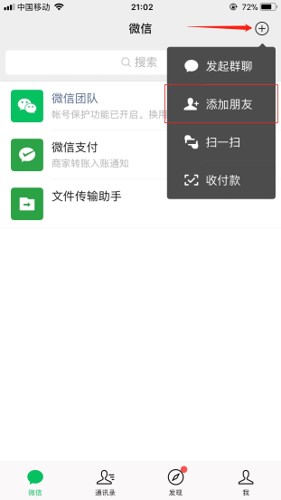 中国移动
21:02
72%
微信
搜索
发起群聊
添加朋友
扫一扫
收付款
微信团队
帐号保护功能已开启。换用
微信支付
商家转账入账通知
文件传输助手
微信
通讯录
发现
我